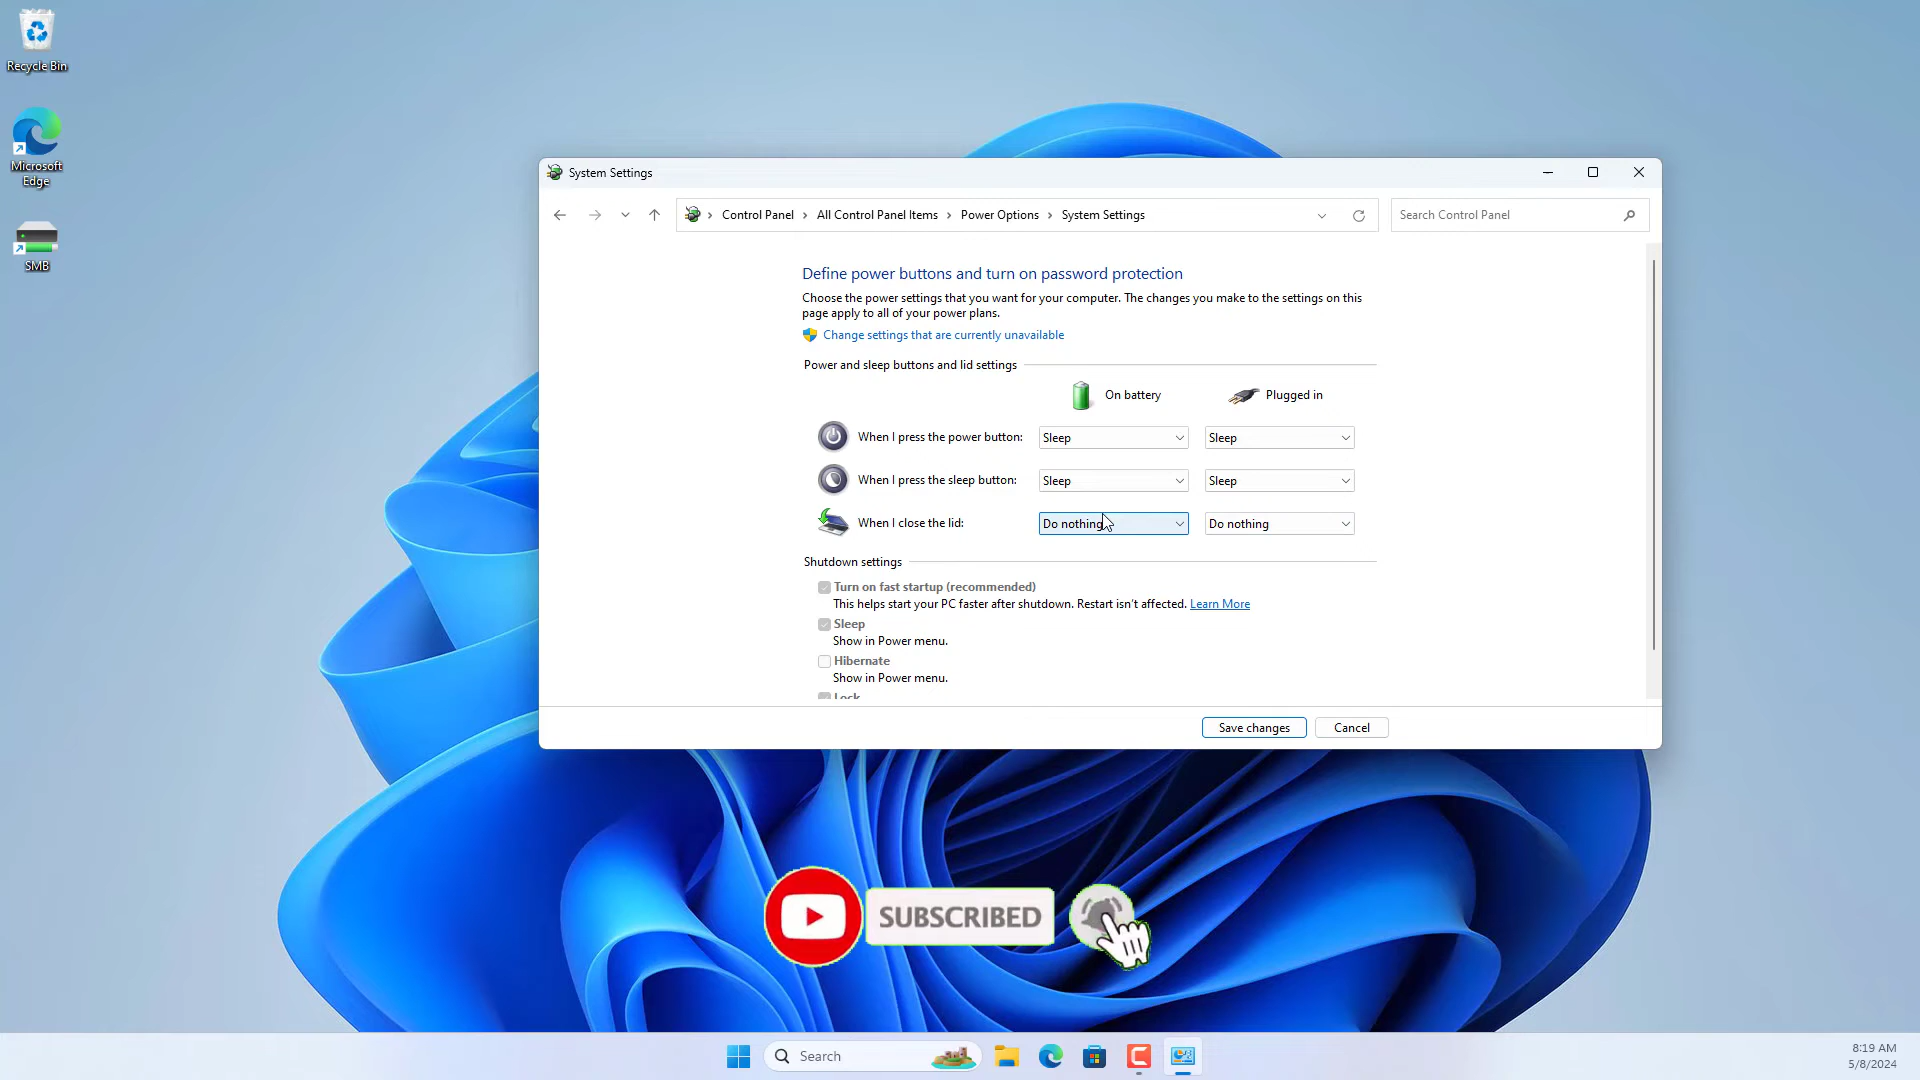 Recycle Bin
Microsoft
Edge
SMB
System Settings
Control Panel
All Control Panel Items
Power Options
System Settings
Search Control Panel
Define power buttons and turn on password protection
Choose the power settings that you want for your computer. The changes you make to the settings on this
page apply to all of your power plans.
Change settings that are currently unavailable
Power and sleep buttons and lid settings
On battery
Plugged in
When I press the power button:
Sleep
Sleep
When I press the sleep button:
Sleep
Sleep
When I close the lid:
Do nothing
Do nothing
Shutdown settings
Turn on fast startup (recommended)
This helps start your PC faster after shutdown. Restart isn't affected. Learn More
Sleep
Show in Power menu.
Hibernate
Show in Power menu.
Lock
Save changes
Cancel
SUBSCRIBED
Search
8:19 AM
5/8/2024